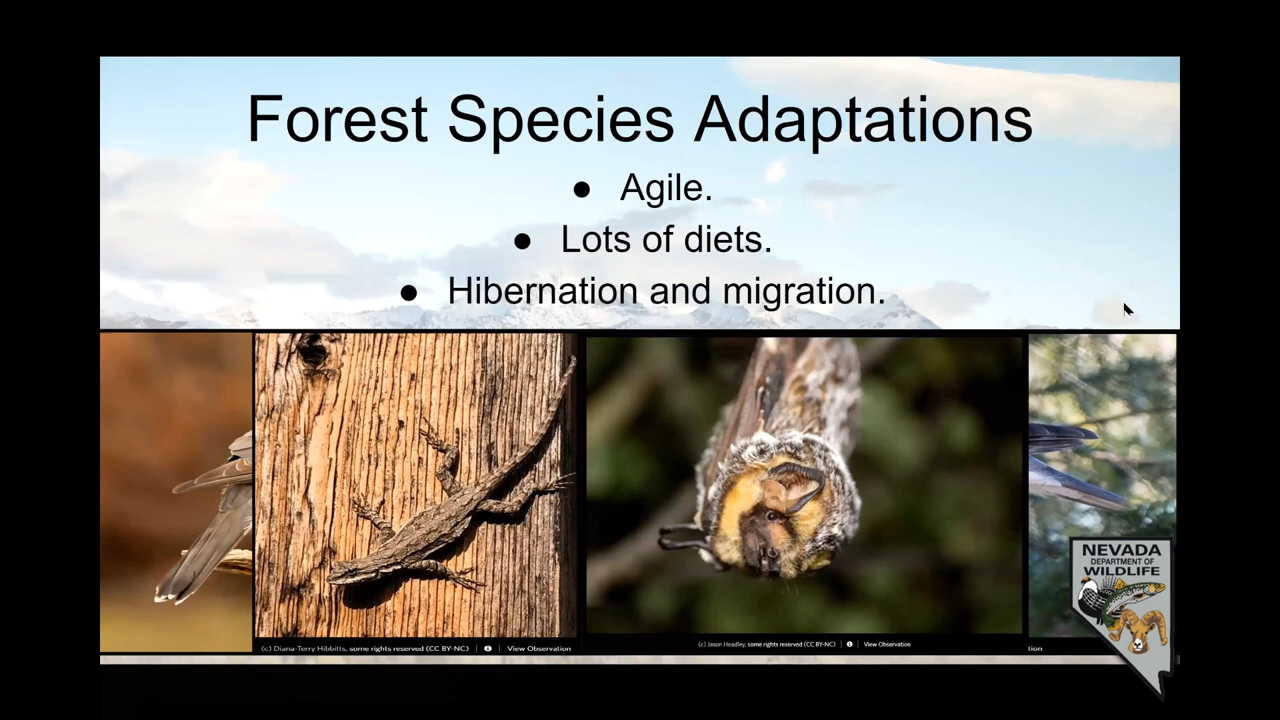 Forest Species Adaptations
● Agile.
● Lots of diets.
● Hibernation and migration.
NEVADA
DEPARTMENT OF
WILDLIFE
(c) Diana-Terry Hibbitts, some rights reserved (CC BY-NC) | View Observation
(c) Jason Headley, some rights reserved (CC BY-NC) | View Observation
tion